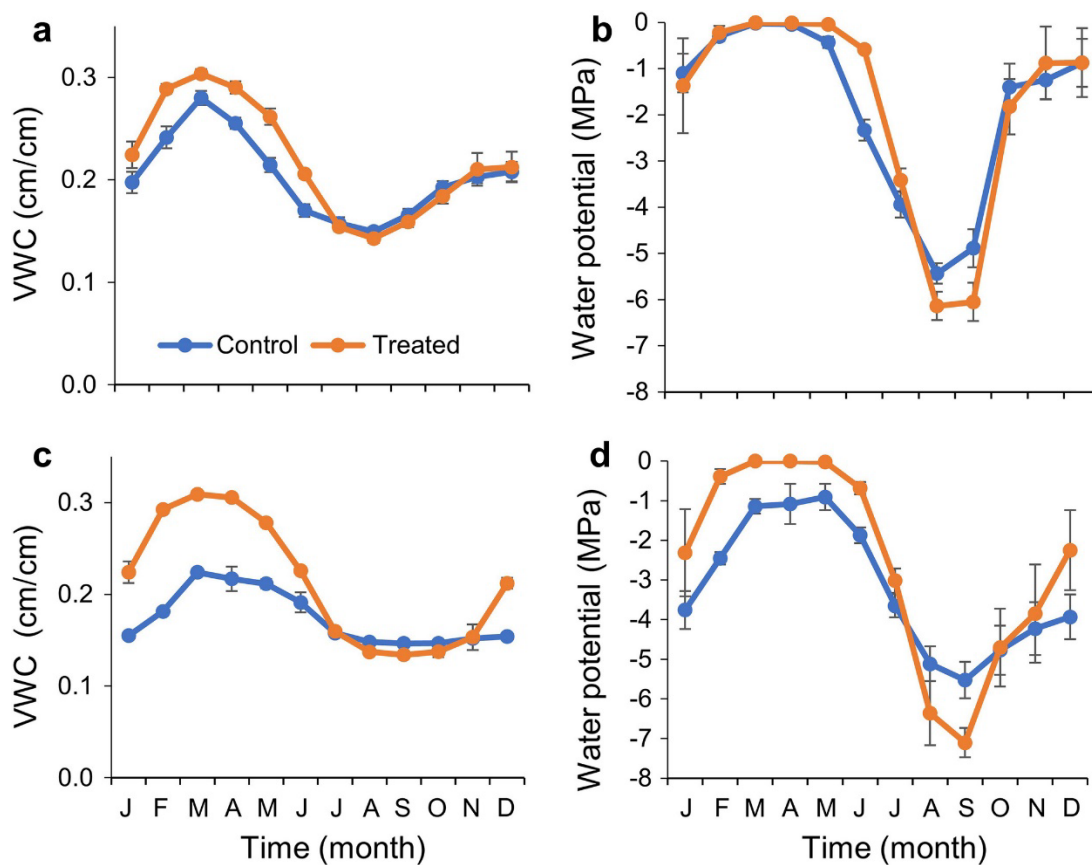 a
VWC (cm/cm)
0.3
0.2
0.1
0.0
Control Treated
b
Water potential (MPa)
0
-1
-2
-3
-4
-5
-6
-7
-8
c
VWC (cm/cm)
0.3
0.2
0.1
0.0
J F M A M J J A S O N D
Time (month)
d
Water potential (MPa)
0
-1
-2
-3
-4
-5
-6
-7
-8
J F M A M J J A S O N D
Time (month)